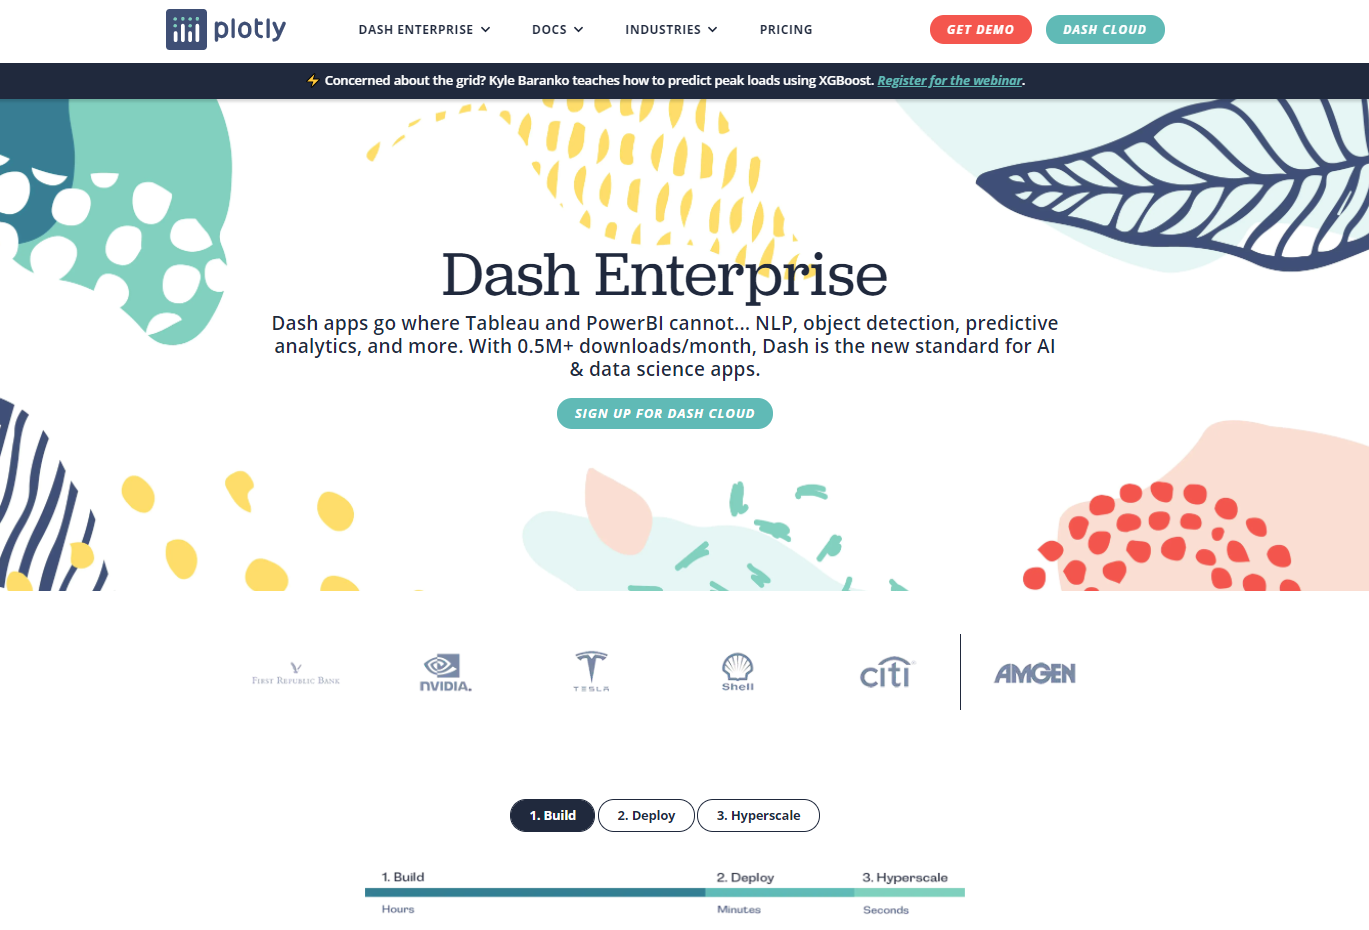 plotly
DASH ENTERPRISE DOCS INDUSTRIES PRICING GET DEMO DASH CLOUD
⚡ Concerned about the grid? Kyle Baranko teaches how to predict peak loads using XGBoost. Register for the webinar.
Dash Enterprise
Dash apps go where Tableau and PowerBI cannot... NLP, object detection, predictive
analytics, and more. With 0.5M+ downloads/month, Dash is the new standard for AI
& data science apps.
SIGN UP FOR DASH CLOUD
FIRST REPUBLIC BANK NVIDIA. TESLA Shell citi AMGEN
1. Build 2. Deploy 3. Hyperscale
1. Build 2. Deploy 3. Hyperscale
Hours Minutes Seconds